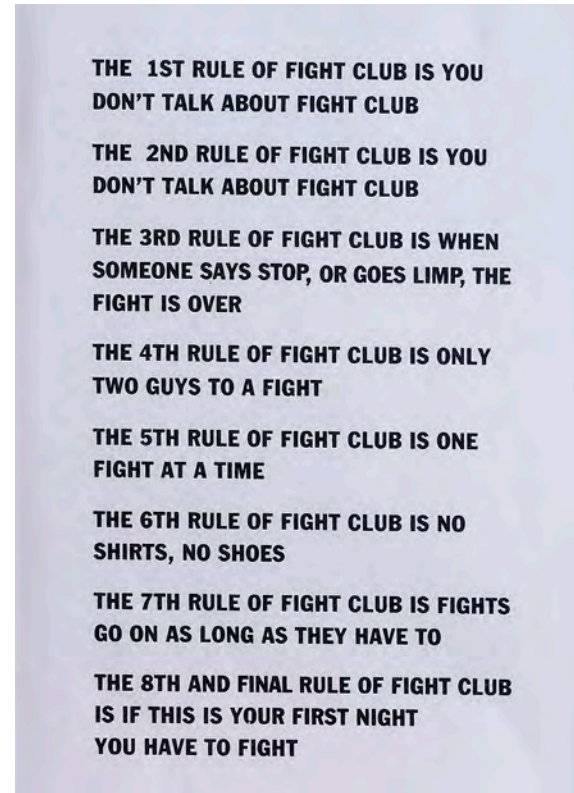 THE 1ST RULE OF FIGHT CLUB IS YOU
DON'T TALK ABOUT FIGHT CLUB
THE 2ND RULE OF FIGHT CLUB IS YOU
DON'T TALK ABOUT FIGHT CLUB
THE 3RD RULE OF FIGHT CLUB IS WHEN
SOMEONE SAYS STOP, OR GOES LIMP, THE
FIGHT IS OVER
THE 4TH RULE OF FIGHT CLUB IS ONLY
TWO GUYS TO A FIGHT
THE 5TH RULE OF FIGHT CLUB IS ONE
FIGHT AT A TIME
THE 6TH RULE OF FIGHT CLUB IS NO
SHIRTS, NO SHOES
THE 7TH RULE OF FIGHT CLUB IS FIGHTS
GO ON AS LONG AS THEY HAVE TO
THE 8TH AND FINAL RULE OF FIGHT CLUB
IS IF THIS IS YOUR FIRST NIGHT
YOU HAVE TO FIGHT